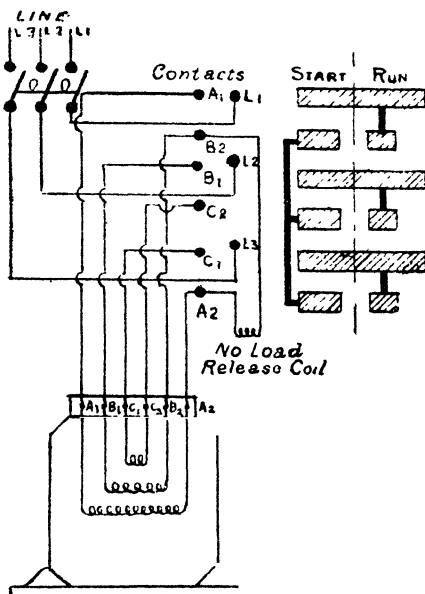 LINE
L3 L2 L1
Contacts
START RUN
A1 L1
B2
L2
B1
C2
L3
C1
A2
No Load
Release Coil
A1 B1 C1 C2 B2 A2